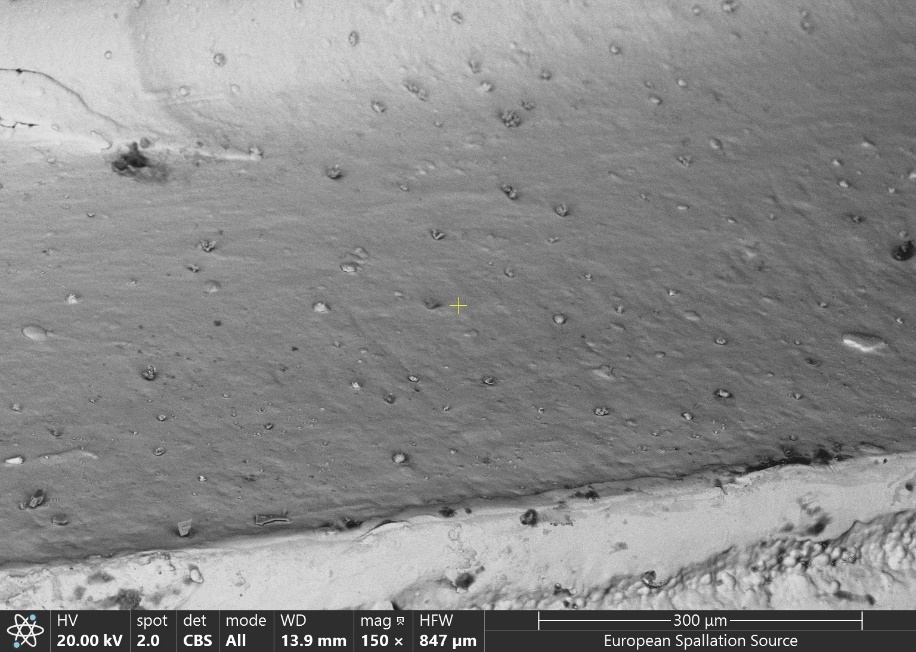 HV spot det mode WD mag HFW 300 µm
20.00 kV 2.0 CBS All 13.9 mm 150 × 847 µm European Spallation Source